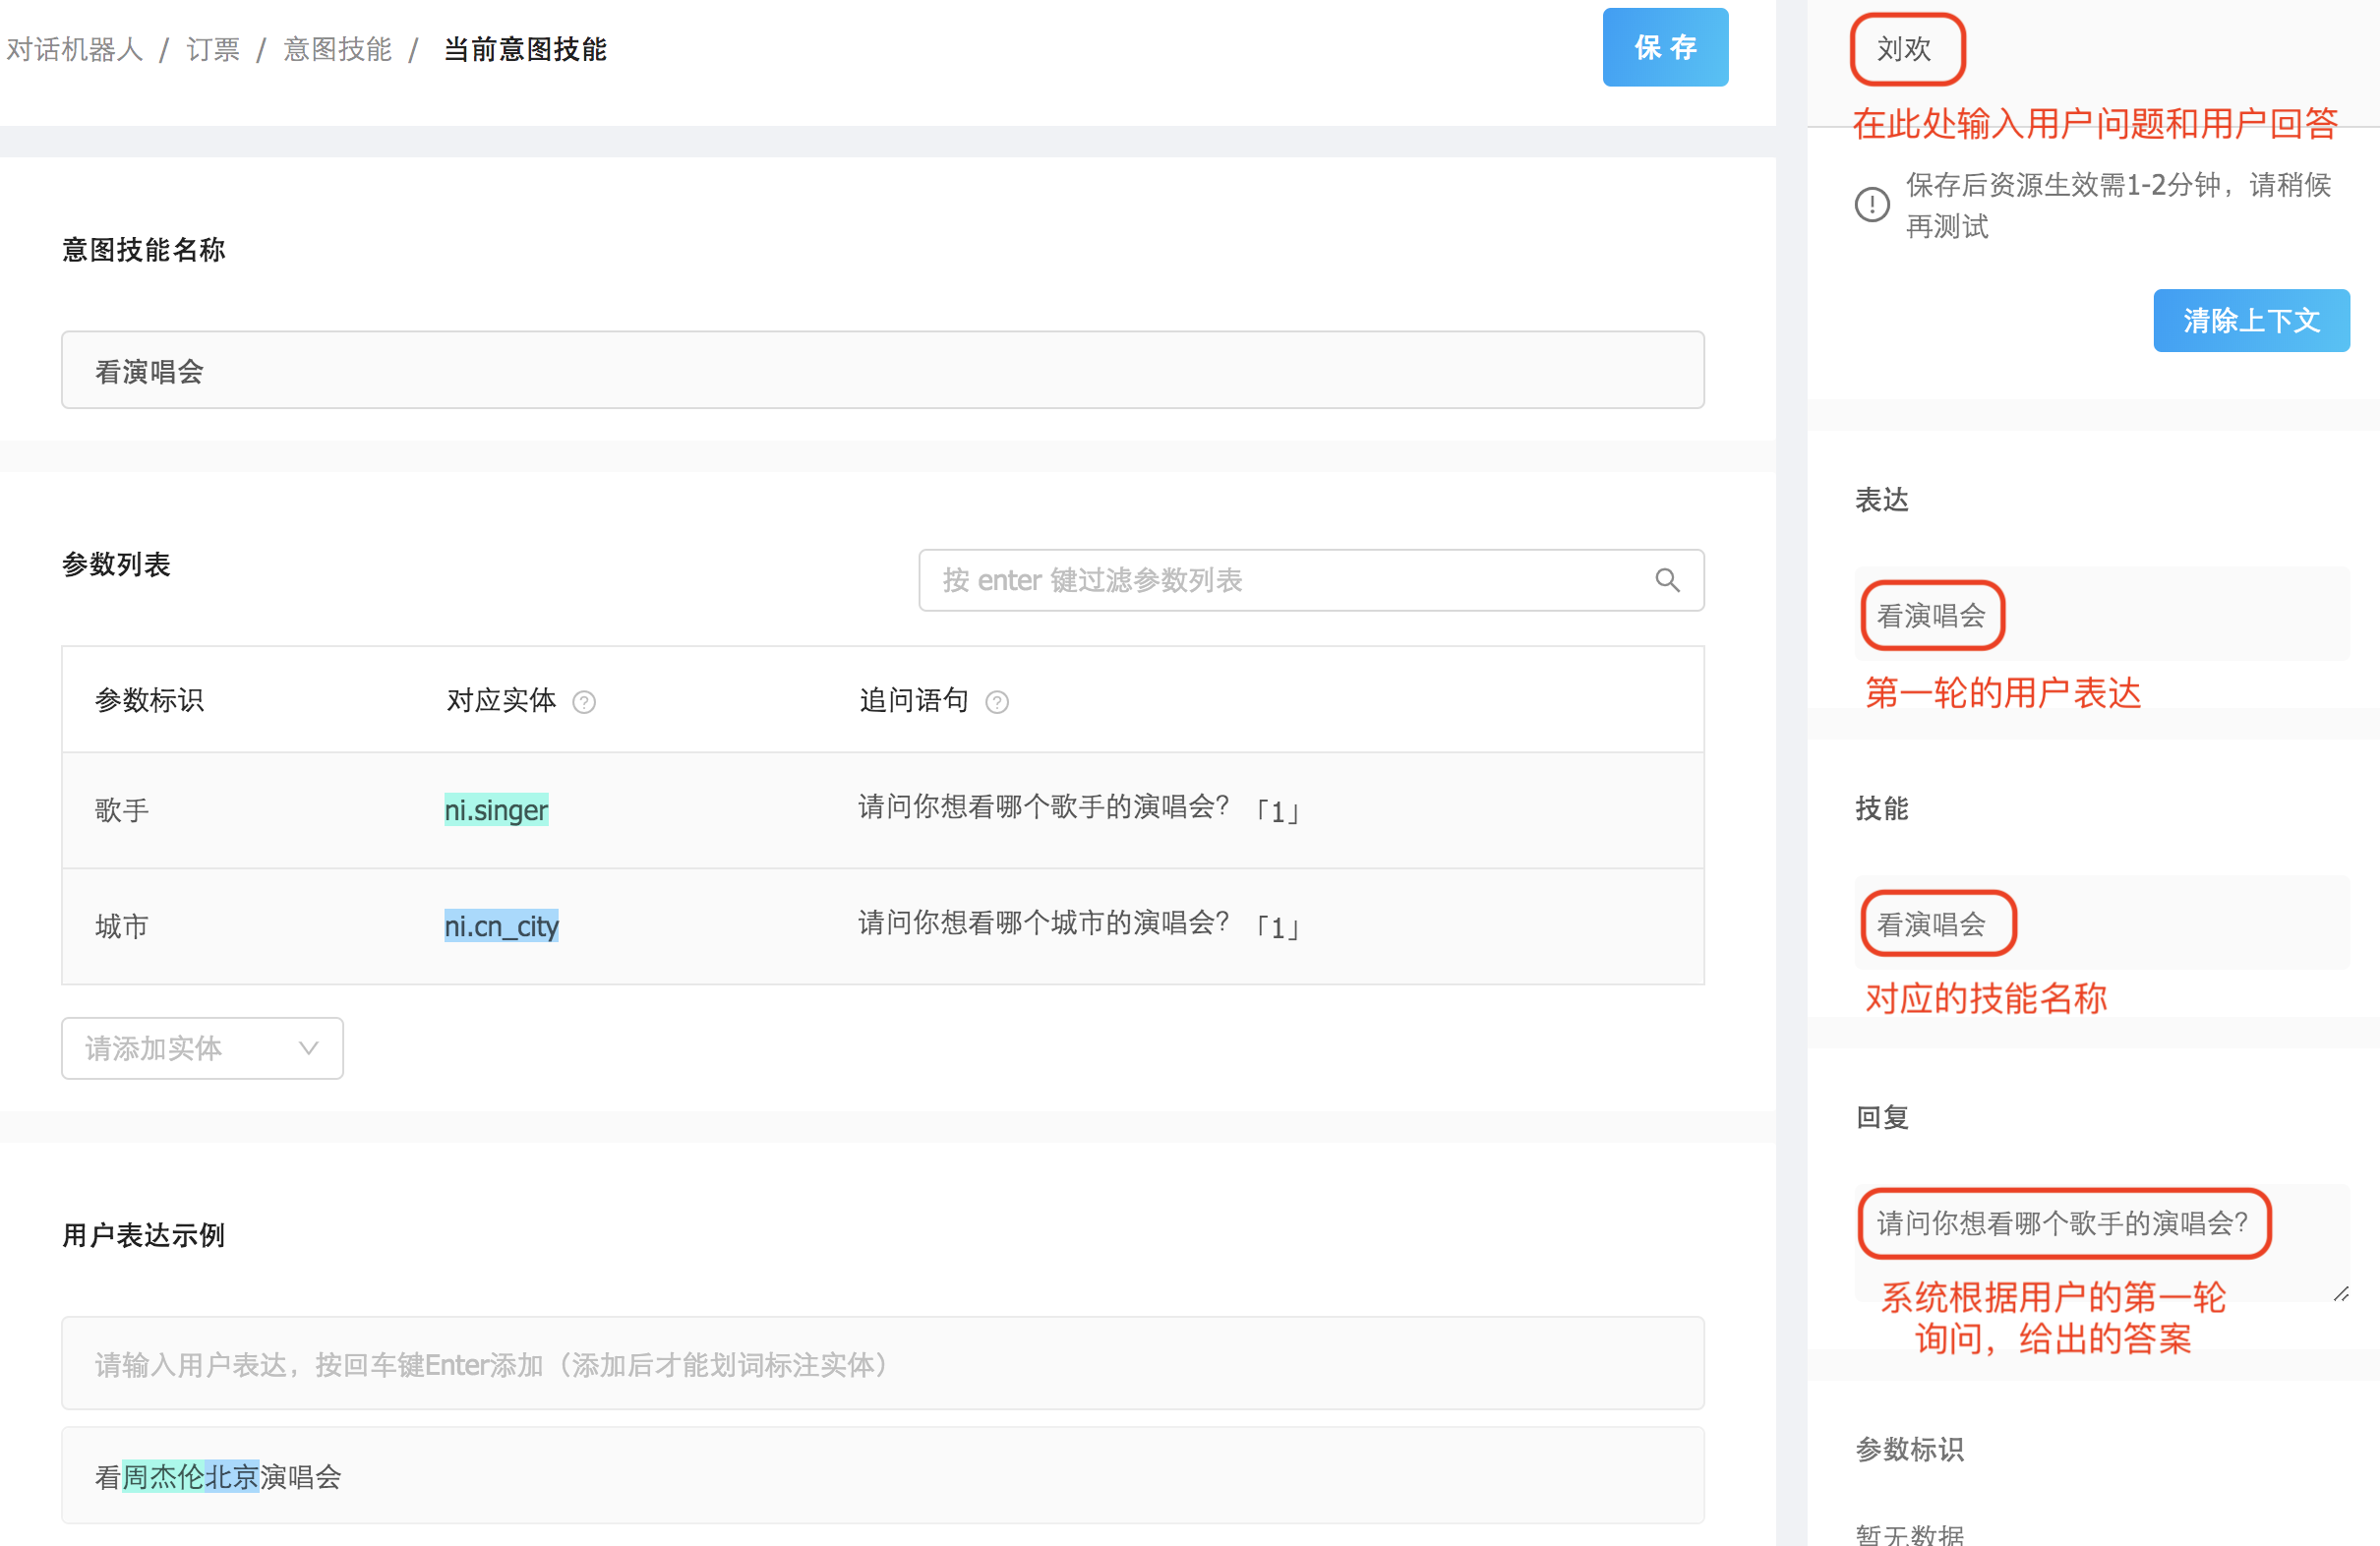 对话机器人 / 订票 / 意图技能 / 当前意图技能
保 存
意图技能名称
看演唱会
参数列表
按 enter 键过滤参数列表
参数标识 对应实体 ? 追问语句 ?
歌手 ni.singer 请问你想看哪个歌手的演唱会？「1」
城市 ni.cn_city 请问你想看哪个城市的演唱会？「1」
请添加实体
用户表达示例
请输入用户表达，按回车键Enter添加（添加后才能划词标注实体）
看周杰伦北京演唱会
刘欢
在此处输入用户问题和用户回答
保存后资源生效需1-2分钟，请稍候
再测试
清除上下文
表达
看演唱会
第一轮的用户表达
技能
看演唱会
对应的技能名称
回复
请问你想看哪个歌手的演唱会？
系统根据用户的第一轮
询问，给出的答案
参数标识
暂无数据